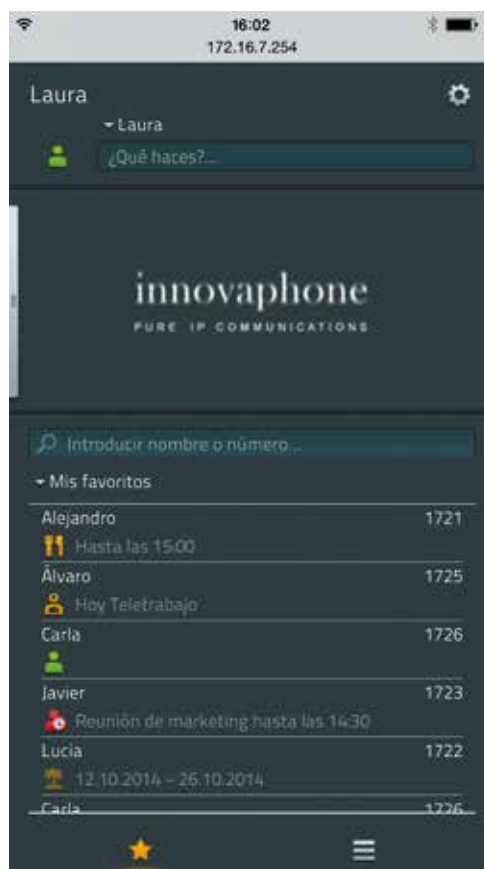 16:02
172.16.7.254
Laura
Laura
¿Qué haces?...
innovaphone
PURE IP COMMUNICATIONS
Introducir nombre o número...
Mis favoritos
Alejandro 1721
Hasta las 15:00
Álvaro 1725
Hoy Teletrabajo
Carla 1726
Javier 1723
Reunión de marketing hasta las 14:30
Lucia 1722
12.10.2014 – 26.10.2014
Carla 1726